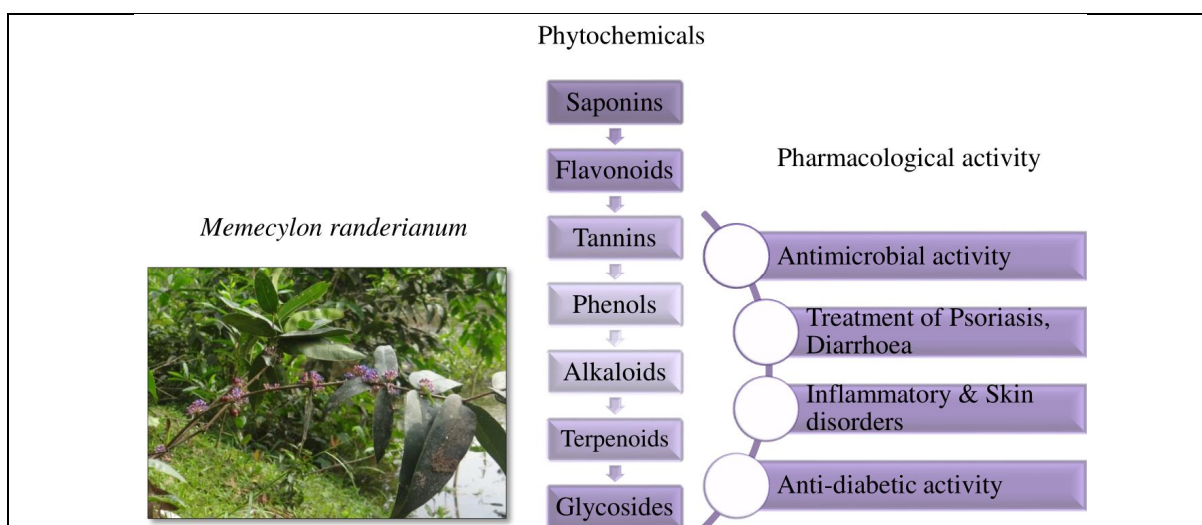 Phytochemicals
Saponins
Flavonoids
Tannins
Phenols
Alkaloids
Terpenoids
Glycosides
Memecylon randerianum
Pharmacological activity
Antimicrobial activity
Treatment of Psoriasis,
Diarrhoea
Inflammatory & Skin
disorders
Anti-diabetic activity